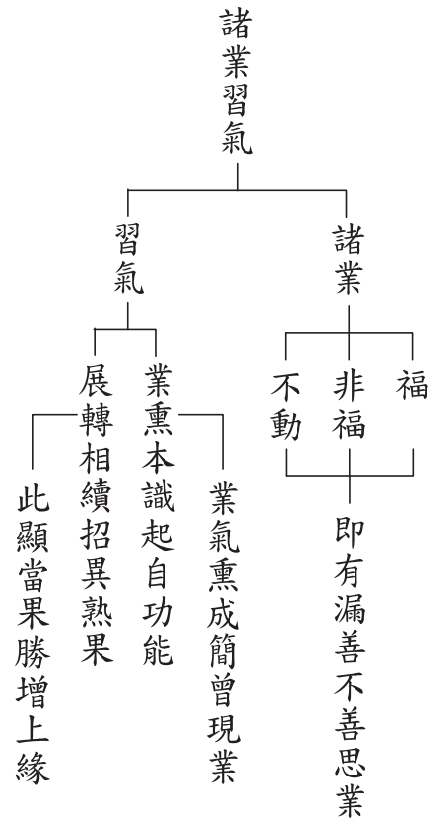 諸業習氣
諸業
福
非福
不動
即有漏善不善思業
習氣
業熏本識起自功能
業氣熏成簡曾現業
展轉相續招異熟果
此顯當果勝增上緣